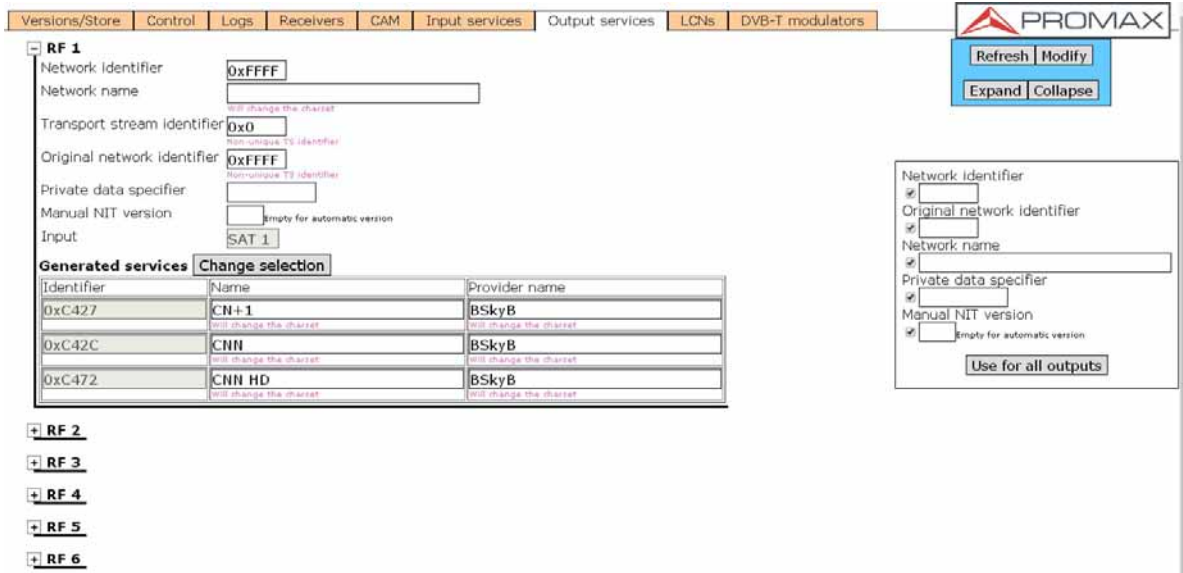 Versions/Store Control Logs Receivers CAM Input services Output services LCNs DVB-T modulators
PROMAX
Refresh Modify
Expand Collapse
RF 1
Network identifier 0xFFFF
Network name
Will change the charset
Transport stream identifier 0x0
Non-unique TS identifier
Original network identifier 0xFFFF
Non-unique TS identifier
Private data specifier
Manual NIT version Empty for automatic version
Input SAT 1
Generated services Change selection
Identifier Name Provider name
0xC427 CN+1 BSkyB
Will change the charset Will change the charset
0xC42C CNN BSkyB
Will change the charset Will change the charset
0xC472 CNN HD BSkyB
Will change the charset Will change the charset
RF 2
RF 3
RF 4
RF 5
RF 6
Network identifier
Original network identifier
Network name
Private data specifier
Manual NIT version
Empty for automatic version
Use for all outputs